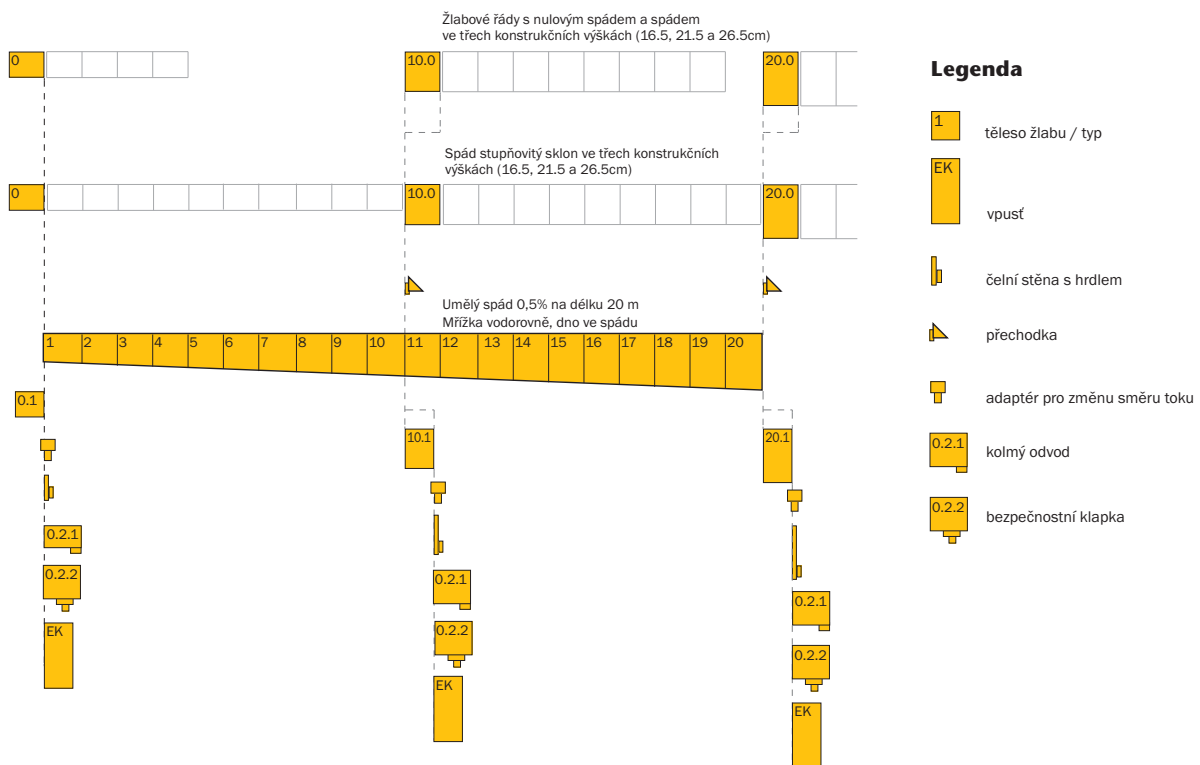 Žlabové řády s nulovým spádem a spádem
ve třech konstrukčních výškách (16.5, 21.5 a 26.5cm)
0
10.0
20.0
Spád stupňovitý sklon ve třech konstrukčních
výškách (16.5, 21.5 a 26.5cm)
0
10.0
20.0
Umělý spád 0,5% na délku 20 m
Mřížka vodorovně, dno ve spádu
1 2 3 4 5 6 7 8 9 10 11 12 13 14 15 16 17 18 19 20
0.1
0.2.1
0.2.2
EK
10.1
0.2.1
0.2.2
EK
20.1
0.2.1
0.2.2
EK
Legenda
1
těleso žlabu / typ
EK
vpusť
čelní stěna s hrdlem
přechodka
adaptér pro změnu směru toku
0.2.1
kolmý odvod
0.2.2
bezpečnostní klapka